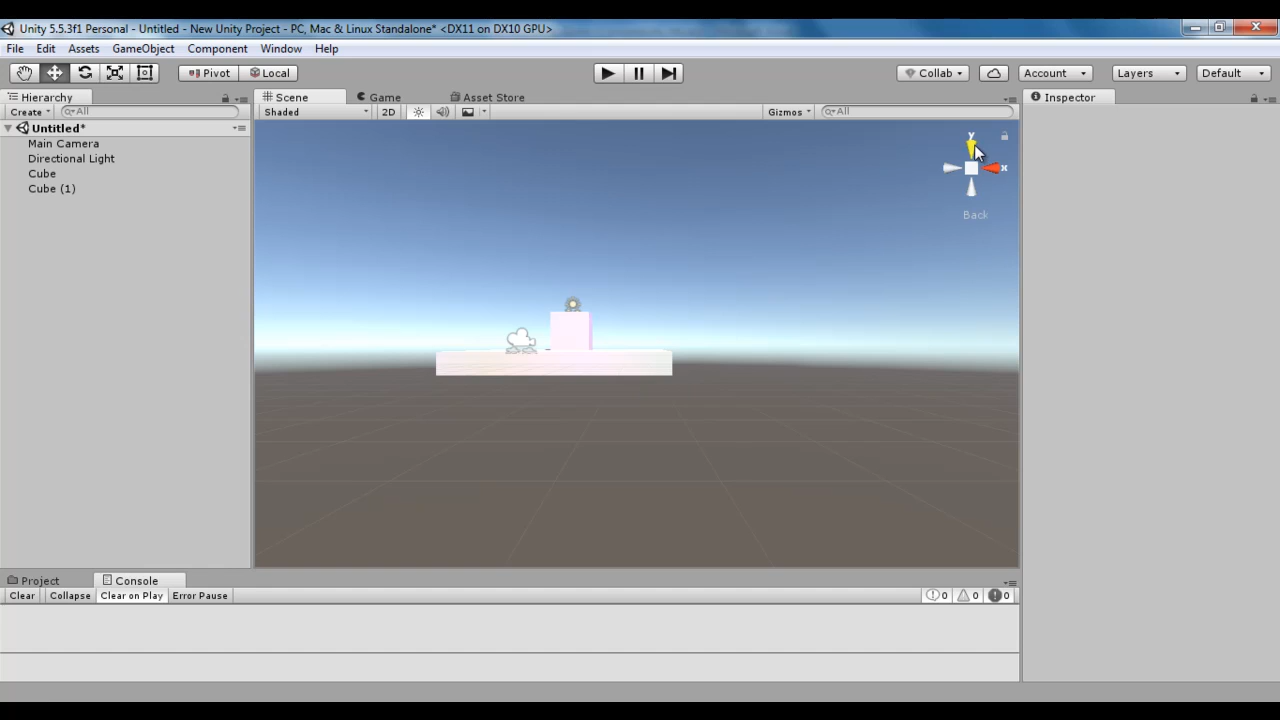 Unity 5.5.3f1 Personal - Untitled - New Unity Project - PC, Mac & Linux Standalone* <DX11 on DX10 GPU>
File Edit Assets GameObject Component Window Help
Pivot Local Collab Account Layers Default
Hierarchy Scene Game Asset Store Inspector
Create All Shaded 2D Gizmos All
Untitled*
Main Camera
Directional Light
Cube
Cube (1)
y
x
Back
Project Console
Clear Collapse Clear on Play Error Pause 0 0 0